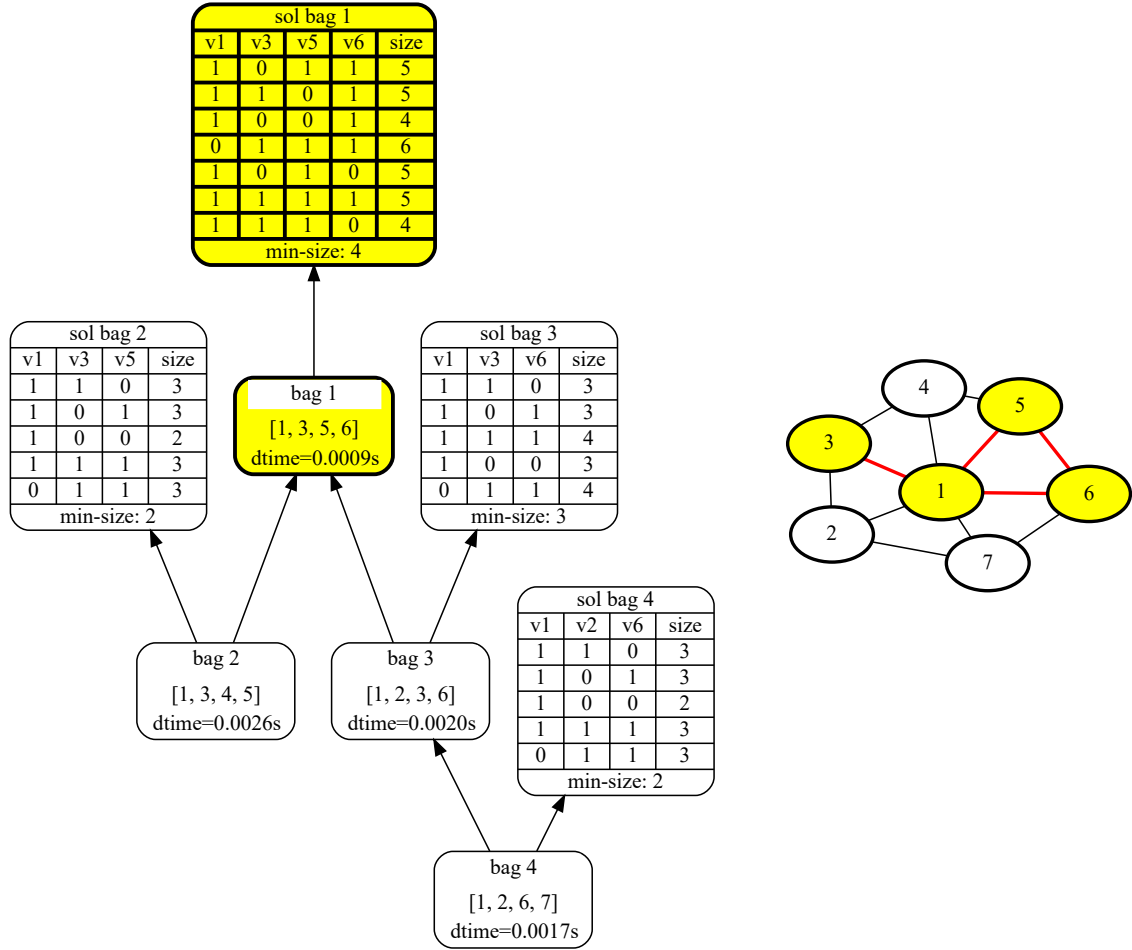 sol bag 1
v1 v3 v5 v6 size
1 0 1 1 5
1 1 0 1 5
1 0 0 1 4
0 1 1 1 6
1 0 1 0 5
1 1 1 1 5
1 1 1 0 4
min-size: 4
sol bag 2
v1 v3 v5 size
1 1 0 3
1 0 1 3
1 0 0 2
1 1 1 3
0 1 1 3
min-size: 2
bag 1
[1, 3, 5, 6]
dtime=0.0009s
sol bag 3
v1 v3 v6 size
1 1 0 3
1 0 1 3
1 1 1 4
1 0 0 3
0 1 1 4
min-size: 3
bag 2
[1, 3, 4, 5]
dtime=0.0026s
bag 3
[1, 2, 3, 6]
dtime=0.0020s
sol bag 4
v1 v2 v6 size
1 1 0 3
1 0 1 3
1 0 0 2
1 1 1 3
0 1 1 3
min-size: 2
bag 4
[1, 2, 6, 7]
dtime=0.0017s
4
5
3
1
6
2
7